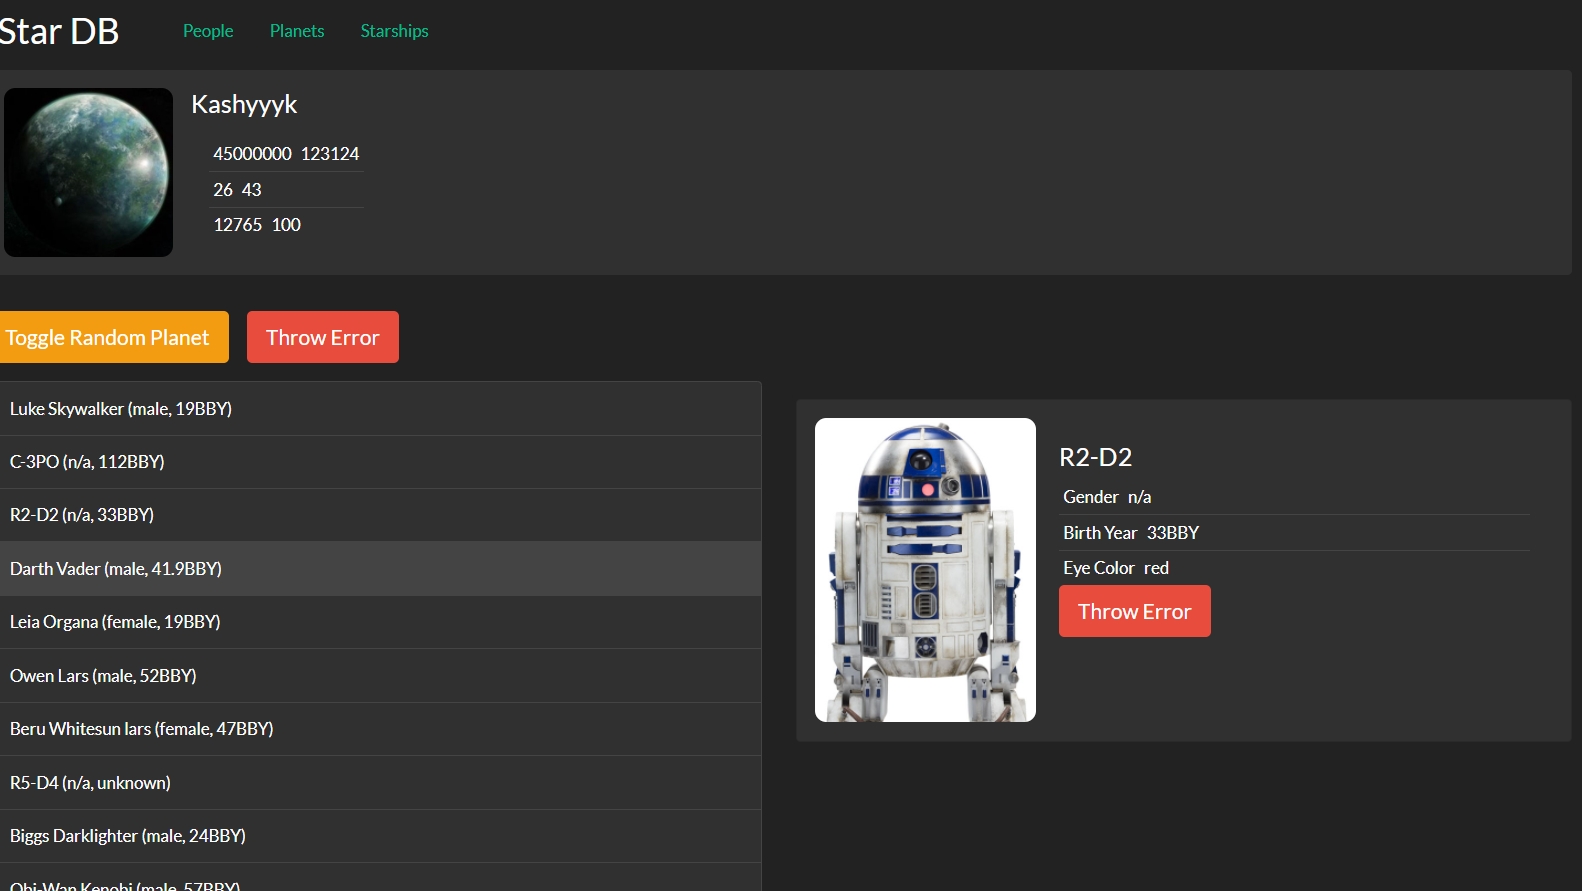 Star DB People Planets Starships
Kashyyyk
45000000 123124
26 43
12765 100
Toggle Random Planet Throw Error
Luke Skywalker (male, 19BBY)
C-3PO (n/a, 112BBY)
R2-D2 (n/a, 33BBY)
Darth Vader (male, 41.9BBY)
Leia Organa (female, 19BBY)
Owen Lars (male, 52BBY)
Beru Whitesun lars (female, 47BBY)
R5-D4 (n/a, unknown)
Biggs Darklighter (male, 24BBY)
Obi-Wan Kenobi (male, 57BBY)
R2-D2
Gender n/a
Birth Year 33BBY
Eye Color red
Throw Error